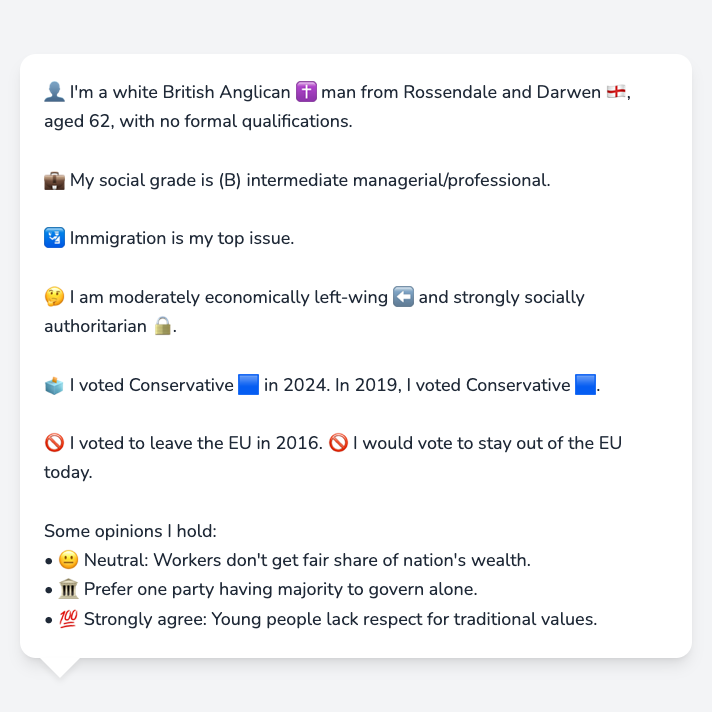 👤 I'm a white British Anglican ✝️ man from Rossendale and Darwen 🏴󠁧󠁢󠁥󠁮󠁧󠁿,
aged 62, with no formal qualifications.
💼 My social grade is (B) intermediate managerial/professional.
🛂 Immigration is my top issue.
🤔 I am moderately economically left-wing ⬅️ and strongly socially
authoritarian 🔒.
🗳️ I voted Conservative 🟦 in 2024. In 2019, I voted Conservative 🟦.
🚫 I voted to leave the EU in 2016. 🚫 I would vote to stay out of the EU
today.
Some opinions I hold:
• 😐 Neutral: Workers don't get fair share of nation's wealth.
• 🏛️ Prefer one party having majority to govern alone.
• 💯 Strongly agree: Young people lack respect for traditional values.